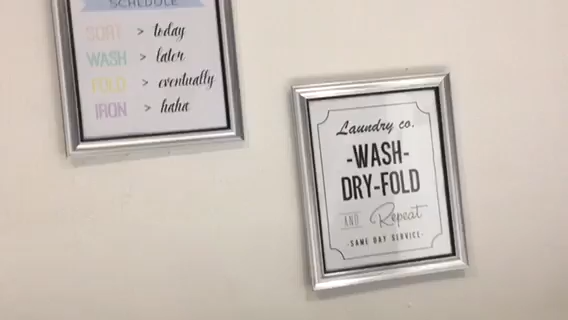 SCHEDULE
SORT > today
WASH > later
FOLD > eventually
IRON > haha
Laundry co.
-WASH-
DRY-FOLD
AND Repeat
-SAME DAY SERVICE-